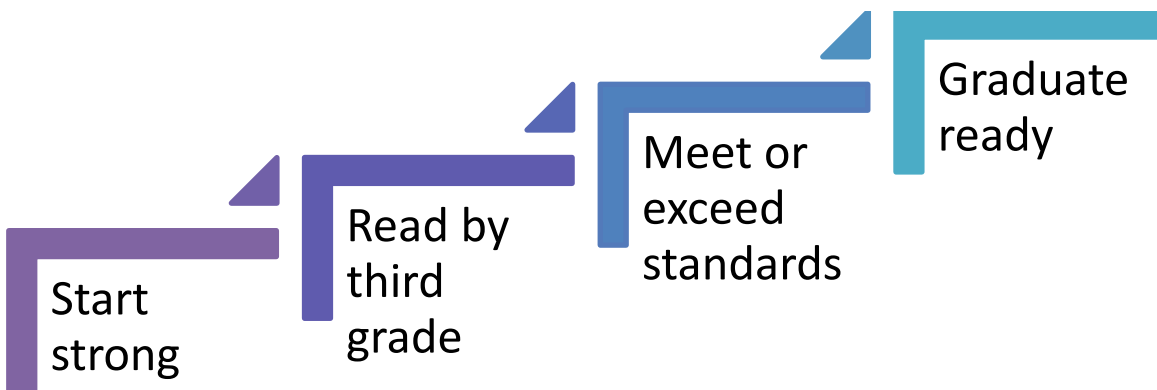 Start
strong
Read by
third
grade
Meet or
exceed
standards
Graduate
ready